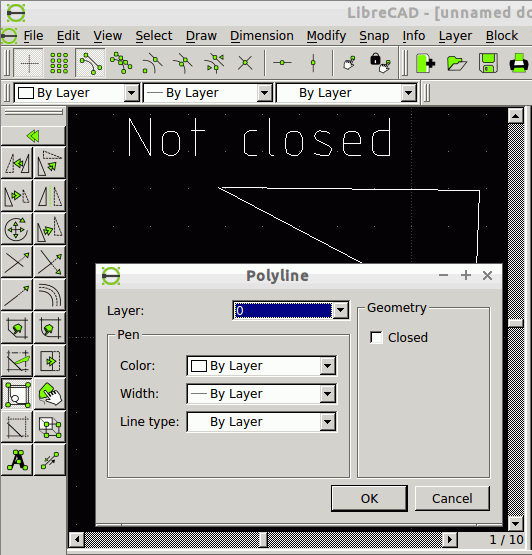 LibreCAD - [unnamed do
File Edit View Select Draw Dimension Modify Snap Info Layer Block
By Layer By Layer By Layer
Not closed
Polyline
Layer: 0
Geometry
Closed
Pen
Color: By Layer
Width: By Layer
Line type: By Layer
OK Cancel
1 / 10